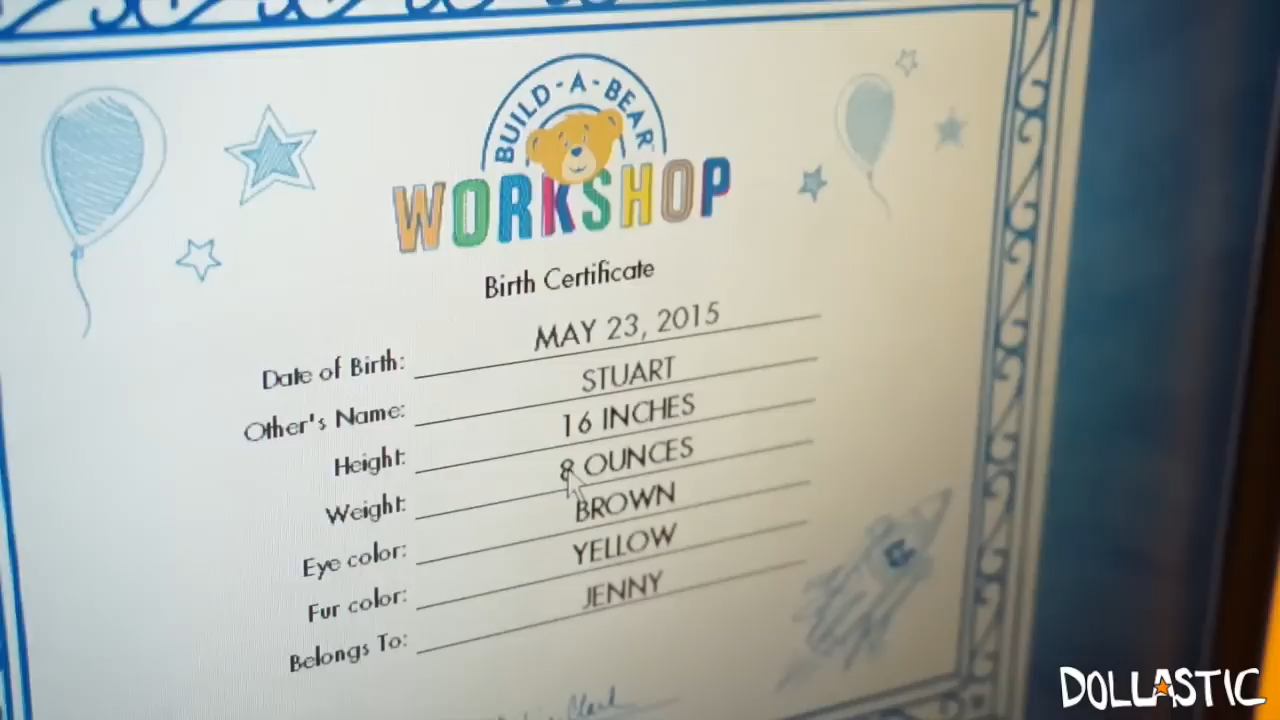 BUILD-A-BEAR
WORKSHOP
Birth Certificate
Date of Birth: MAY 23, 2015
Other's Name: STUART
Height: 16 INCHES
Weight: 8 OUNCES
Eye color: BROWN
Fur color: YELLOW
Belongs To: JENNY
Clark
DOLLASTIC